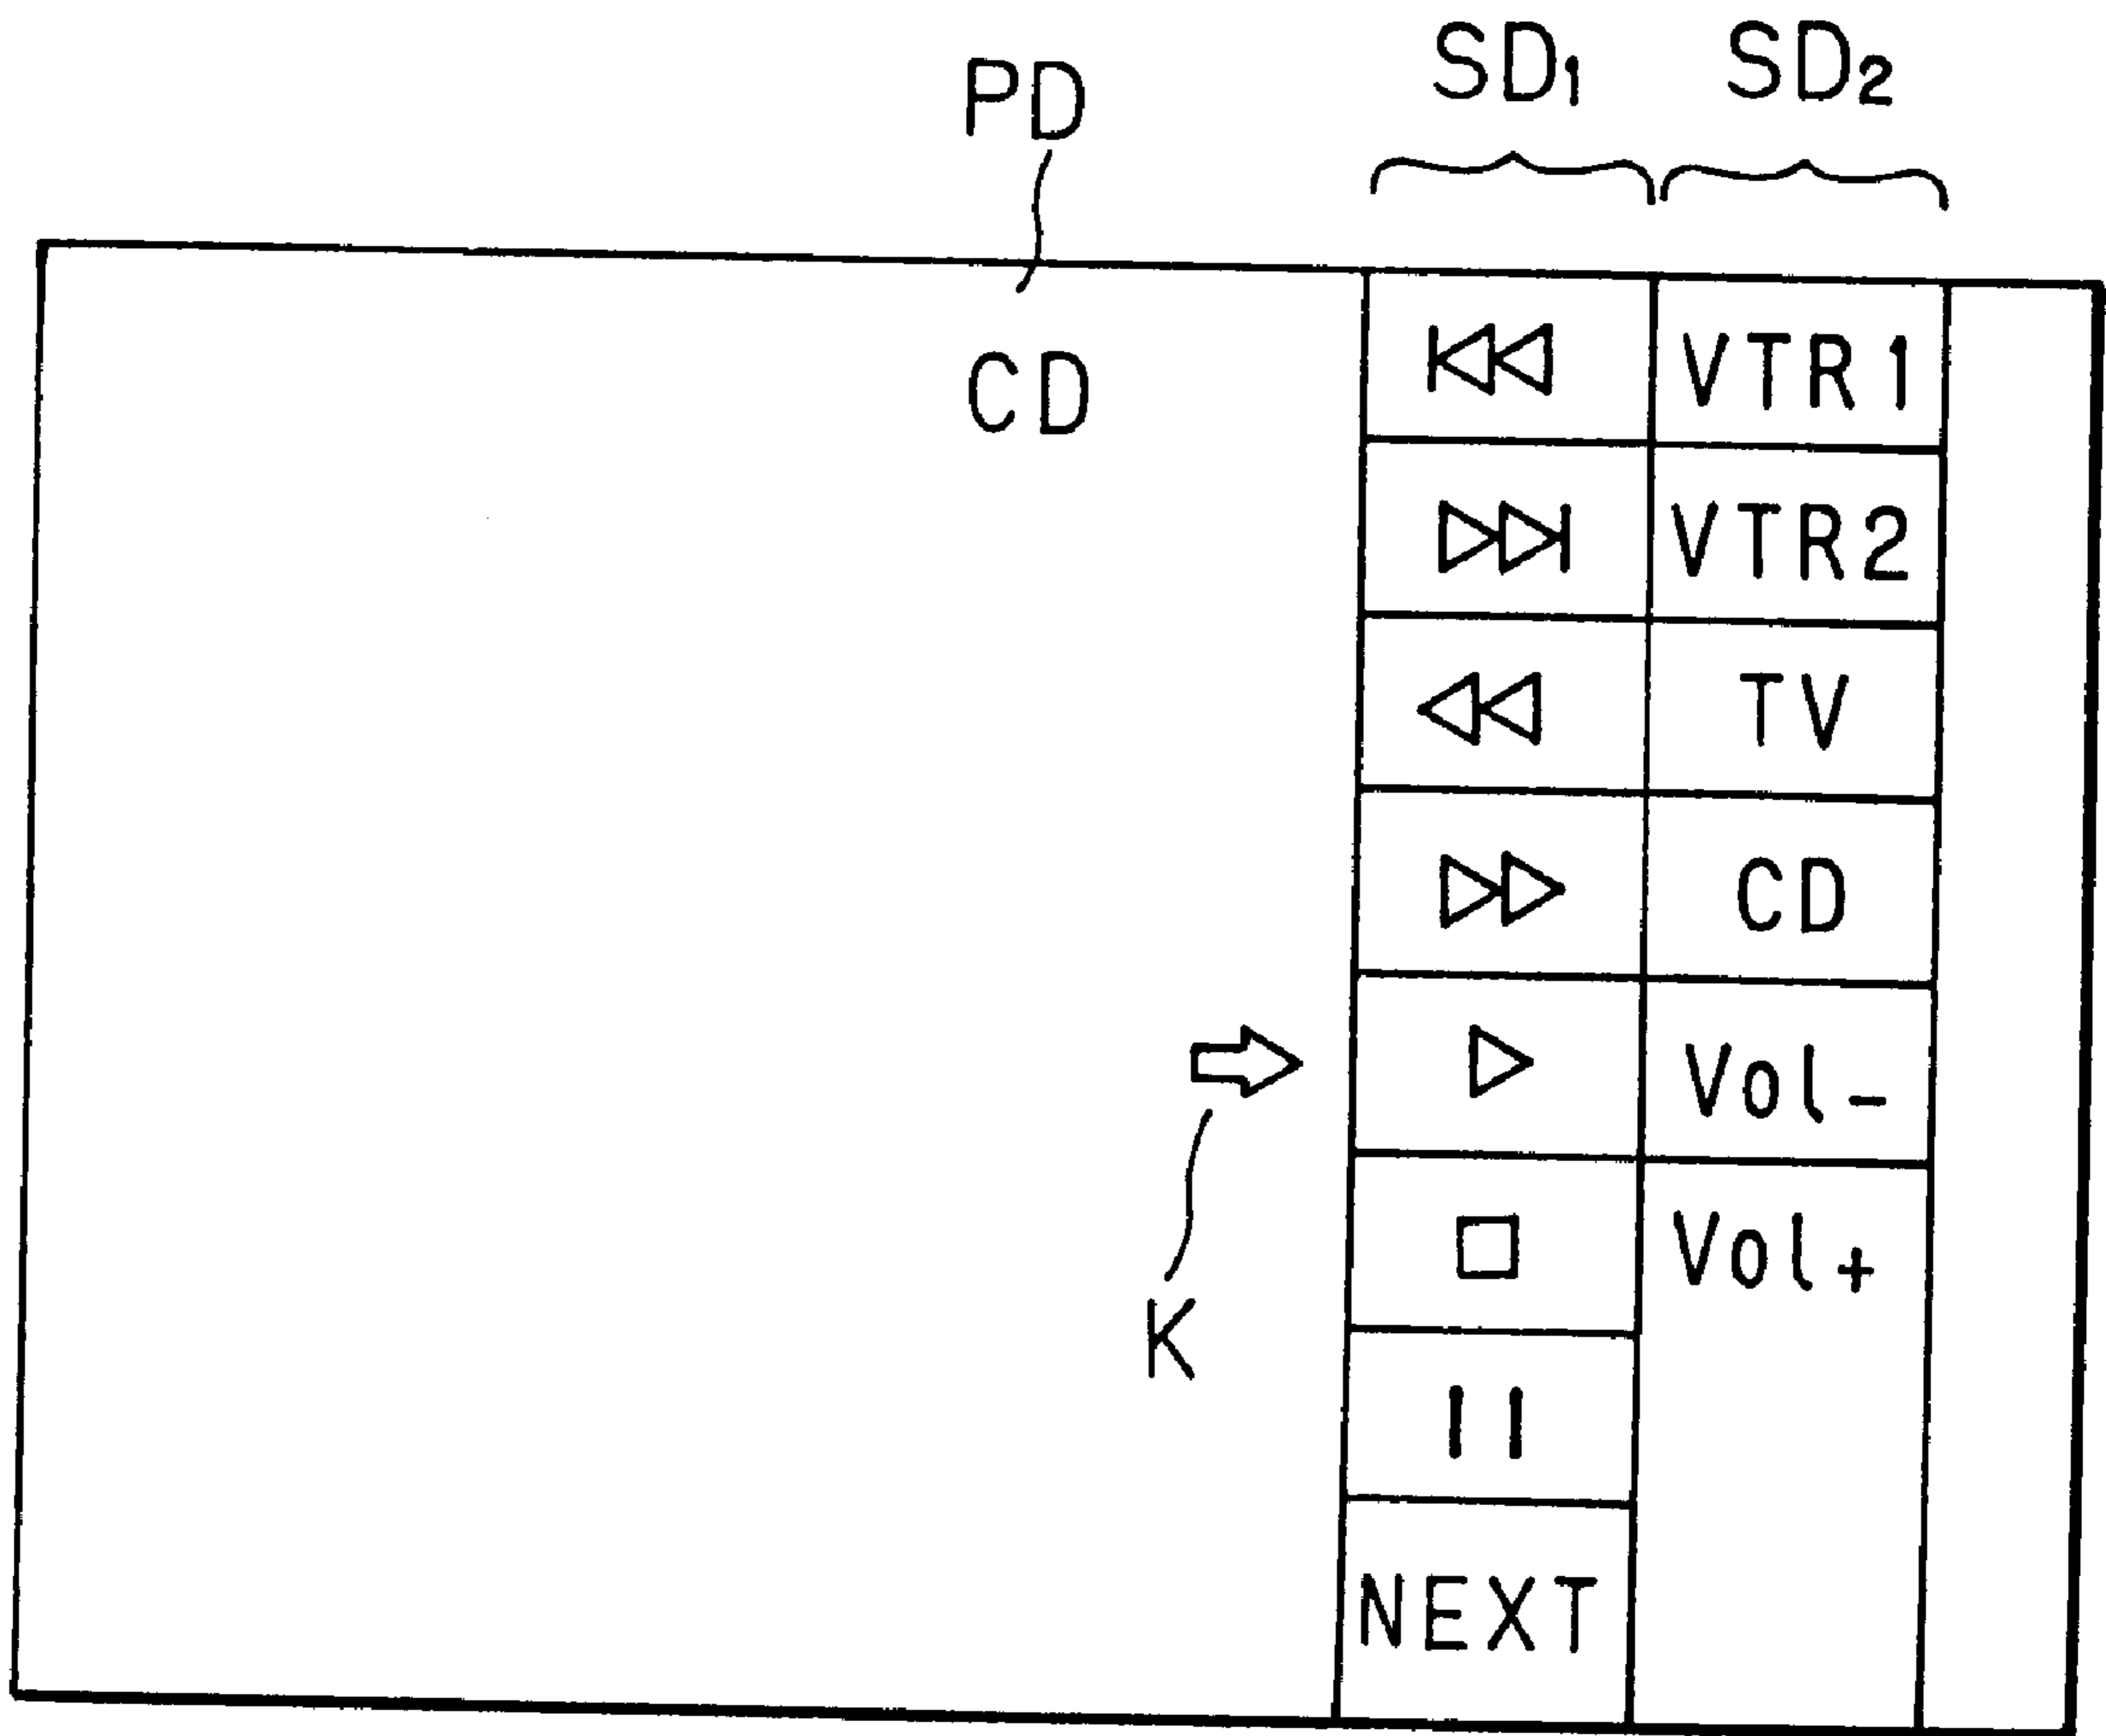 SD1 SD2
PD
CD
VTR1
VTR2
TV
CD
Vol-
Vol+
K
NEXT